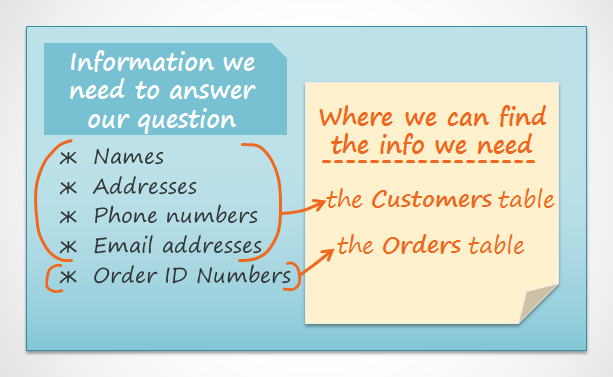 Information we
need to answer
our question
Names
Addresses
Phone numbers
Email addresses
Order ID Numbers
Where we can find
the info we need
the Customers table
the Orders table